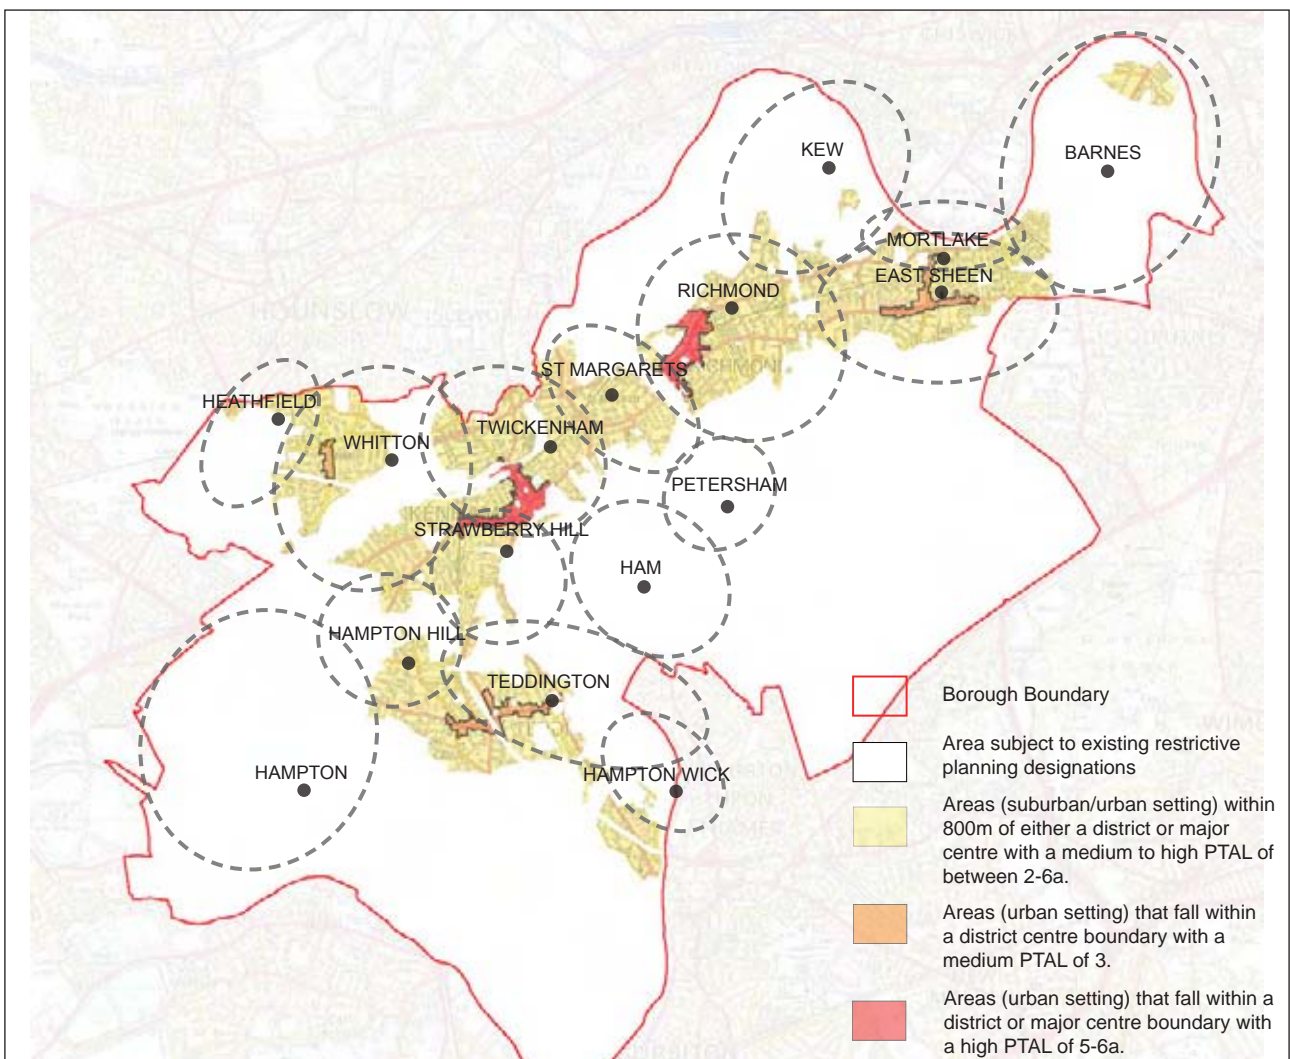 KEW
BARNES
MORTLAKE
EAST SHEEN
RICHMOND
ST MARGARETS
HEATHFIELD
WHITTON
TWICKENHAM
PETERSHAM
STRAWBERRY HILL
HAM
HAMPTON HILL
TEDDINGTON
HAMPTON
HAMPTON WICK
Borough Boundary
Area subject to existing restrictive
planning designations
Areas (suburban/urban setting) within
800m of either a district or major
centre with a medium to high PTAL of
between 2-6a.
Areas (urban setting) that fall within
a district centre boundary with a
medium PTAL of 3.
Areas (urban setting) that fall within a
district or major centre boundary with
a high PTAL of 5-6a.